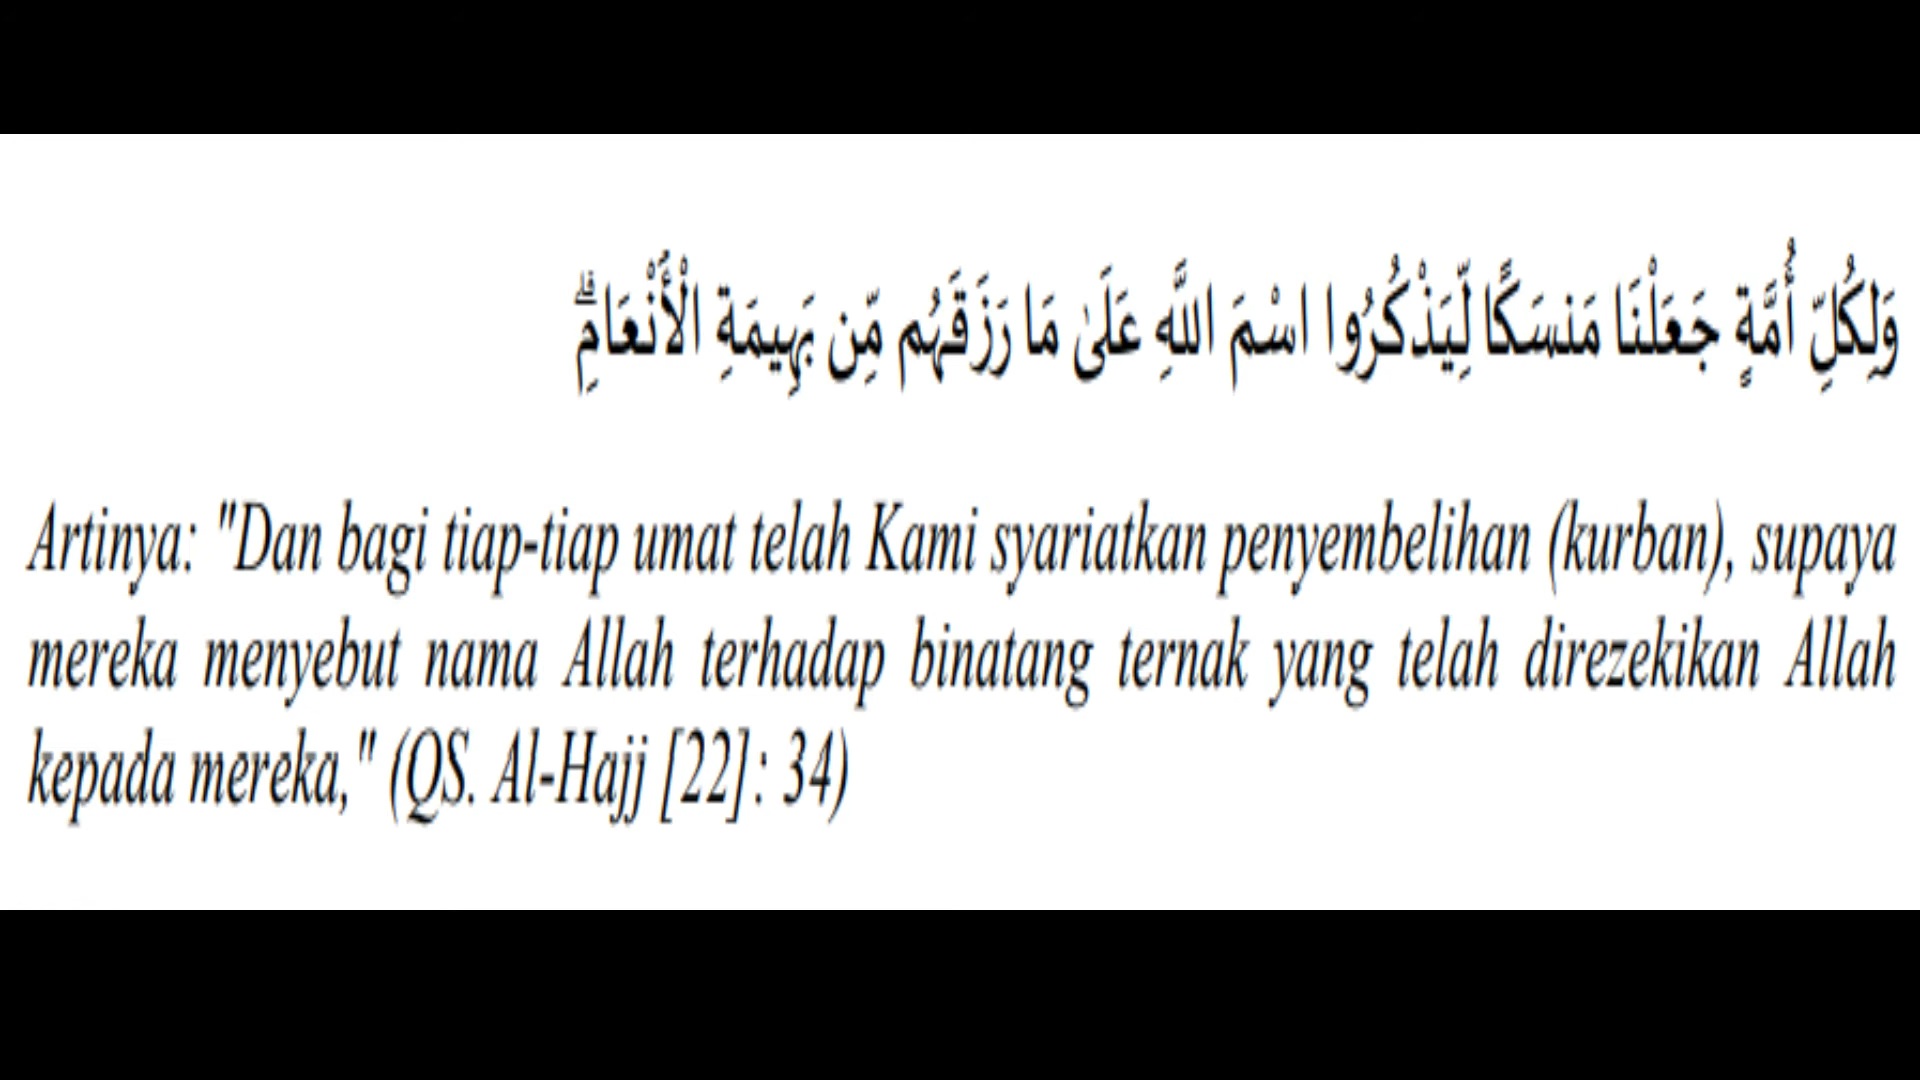 وَلِكُلِّ أُمَّةٍ جَعَلْنَا مَنسَكًا لِّيَذْكُرُوا اسْمَ اللَّهِ عَلَىٰ مَا رَزَقَهُم مِّن بَهِيمَةِ الْأَنْعَامِ ۗ
Artinya: "Dan bagi tiap-tiap umat telah Kami syariatkan penyembelihan (kurban), supaya
mereka menyebut nama Allah terhadap binatang ternak yang telah direzekikan Allah
kepada mereka," (QS. Al-Hajj [22]: 34)